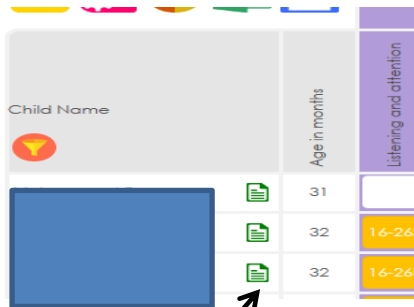 Child Name
Age in months
Listening and attention
31
32
16-26
32
16-26